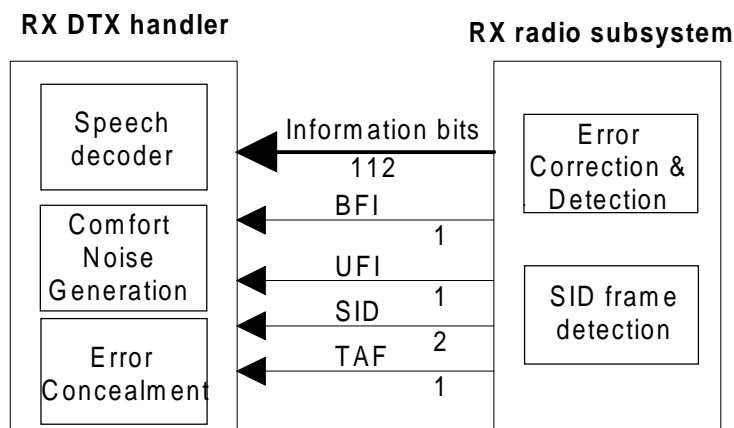 RX DTX handler
RX radio subsystem
Speech
decoder
Comfort
Noise
Generation
Error
Concealment
Information bits
112
BFI
1
UFI
1
SID
2
TAF
1
Error
Correction &
Detection
SID frame
detection